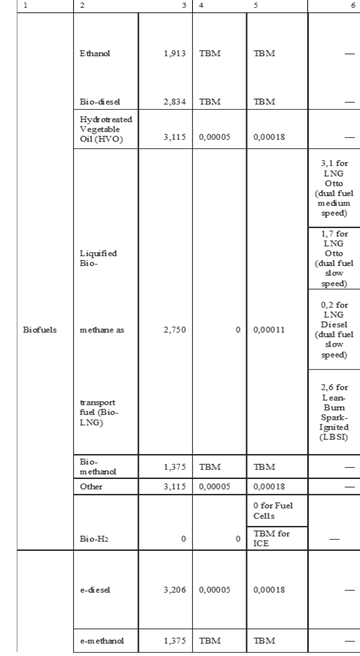 1 2 3 4 5 6
Ethanol 1,913 TBM TBM —
Bio-diesel 2,834 TBM TBM —
Hydrotreated
Vegetable
Oil (HVO) 3,115 0,00005 0,00018 —
3,1 for
LNG
Otto
(dual fuel
medium
speed)
1,7 for
LNG
Otto
(dual fuel
slow
speed)
Liquified
Bio-
0,2 for
LNG
Diesel
(dual fuel
slow
speed)
Biofuels methane as 2,750 0 0,00011
2,6 for
Lean-
Burn
Spark-
Ignited
(LBSI)
transport
fuel (Bio-
LNG)
Bio-
methanol 1,375 TBM TBM —
Other 3,115 0,00005 0,00018 —
0 for Fuel
Cells
Bio-H2 0 0 TBM for
ICE —
e-diesel 3,206 0,00005 0,00018 —
e-methanol 1,375 TBM TBM —